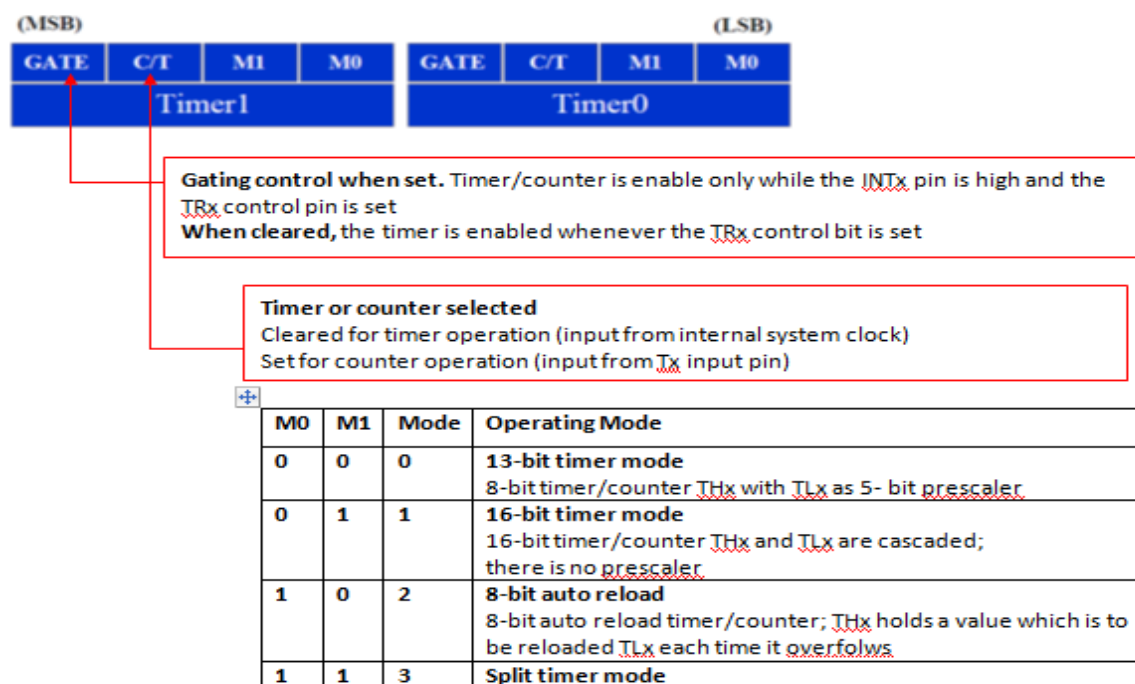 (MSB) (LSB)
GATE C/T M1 M0 GATE C/T M1 M0
Timer1 Timer0
Gating control when set. Timer/counter is enable only while the INTx pin is high and the
TRx control pin is set
When cleared, the timer is enabled whenever the TRx control bit is set
Timer or counter selected
Cleared for timer operation (input from internal system clock)
Set for counter operation (input from Tx input pin)
M0 M1 Mode Operating Mode
0 0 0 13-bit timer mode
8-bit timer/counter THx with TLx as 5- bit prescaler
0 1 1 16-bit timer mode
16-bit timer/counter THx and TLx are cascaded;
there is no prescaler
1 0 2 8-bit auto reload
8-bit auto reload timer/counter; THx holds a value which is to
be reloaded TLx each time it overfolws
1 1 3 Split timer mode